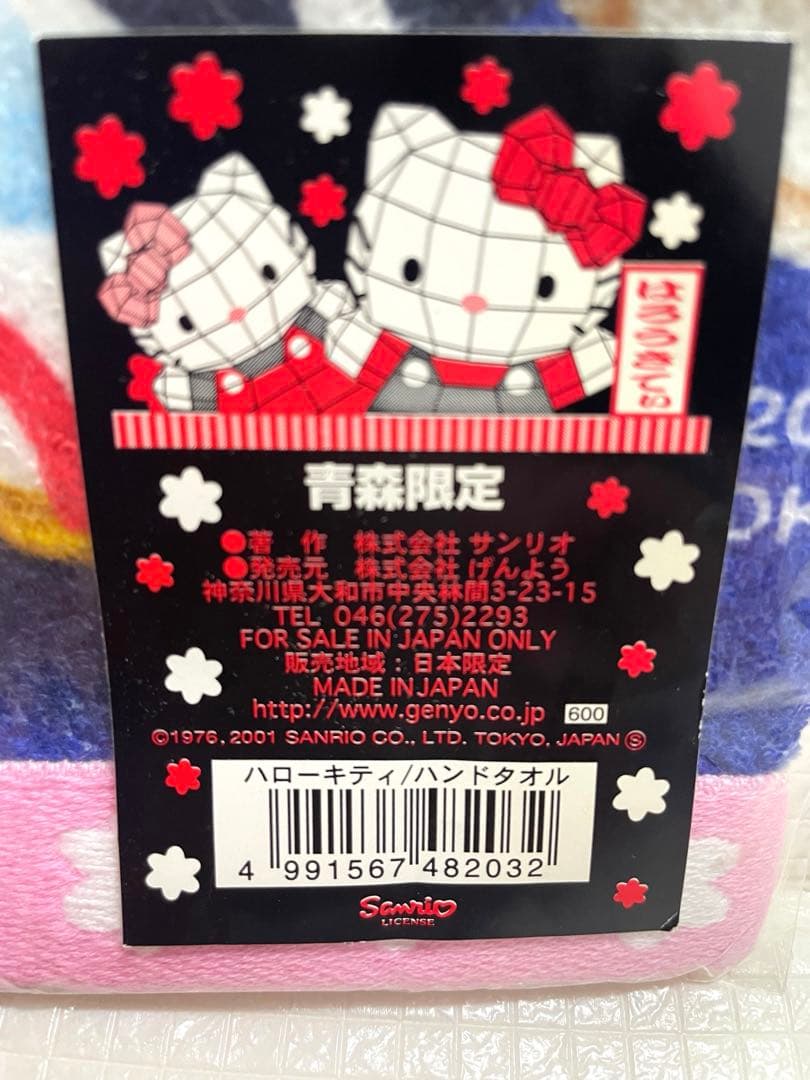 はろうきてぃ
青森限定
●著 作 株式会社 サンリオ
●発売元 株式会社 げんよう
神奈川県大和市中央林間3-23-15
TEL 046(275)2293
FOR SALE IN JAPAN ONLY
販売地域:日本限定
MADE IN JAPAN
http://www.genyo.co.jp 600
©1976, 2001 SANRIO CO., LTD. TOKYO, JAPAN Ⓢ
ハローキティ/ハンドタオル
4 991567 482032
Sanrio
LICENSE